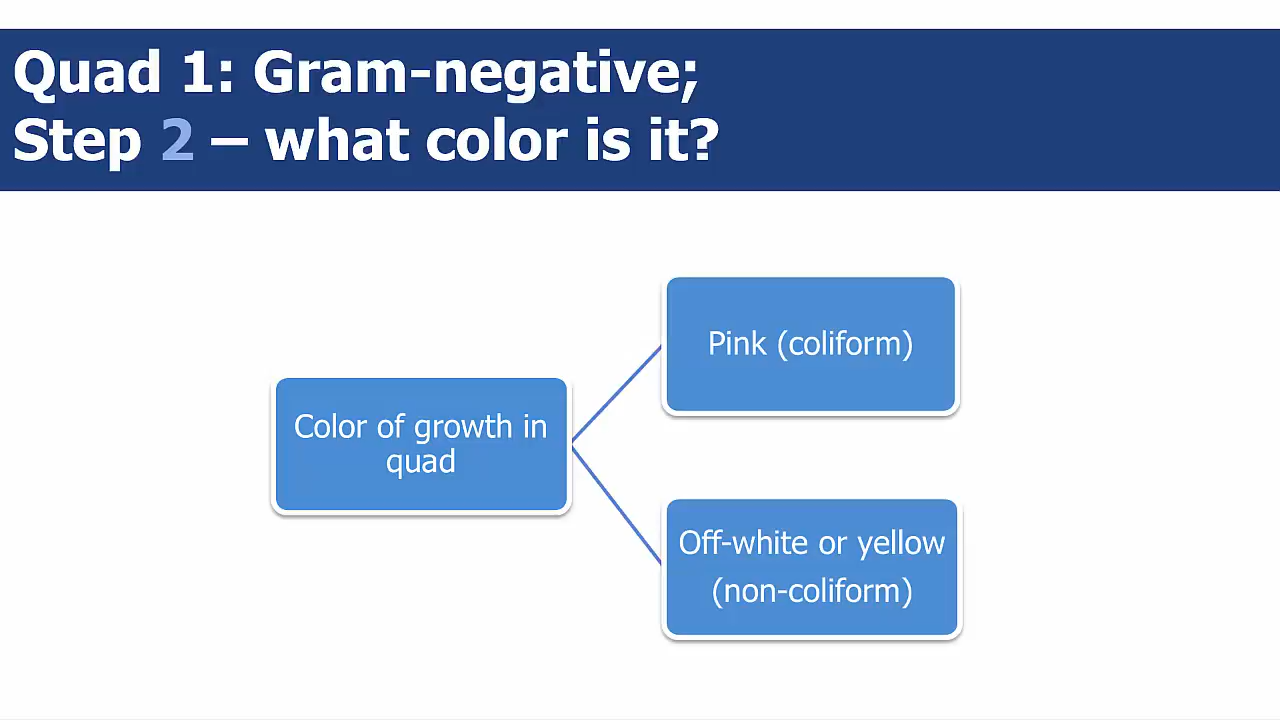 Quad 1: Gram-negative;
Step 2 – what color is it?
Color of growth in
quad
Pink (coliform)
Off-white or yellow
(non-coliform)